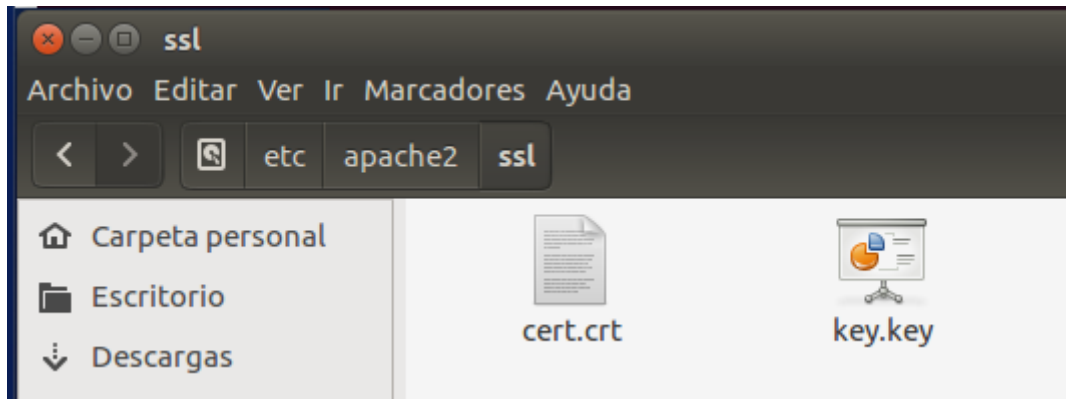 ssl
Archivo Editar Ver Ir Marcadores Ayuda
etc apache2 ssl
Carpeta personal
Escritorio
Descargas
cert.crt
key.key